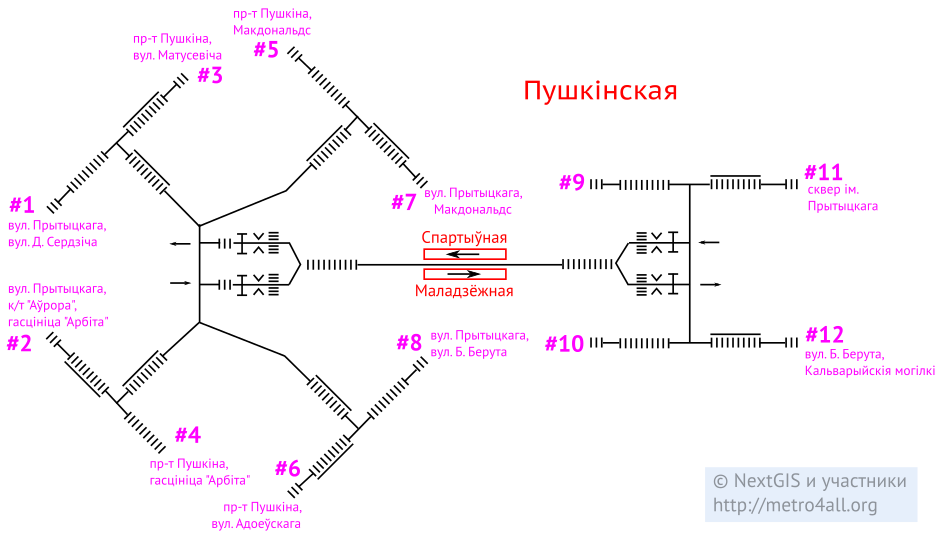 пр-т Пушкіна,
Макдональдс
#5
пр-т Пушкіна,
вул. Матусевіча
#3
Пушкінская
#1
вул. Прытыцкага,
вул. Д. Сердзіча
#7
вул. Прытыцкага,
Макдональдс
#9
#11
сквер ім.
Прытыцкага
Спартыўная
Маладзёжная
вул. Прытыцкага,
к/т "Аўрора",
гасцініца "Арбіта"
#2
#8
вул. Прытыцкага,
вул. Б. Берута
#10
#12
вул. Б. Берута,
Кальварыйскія могілкі
#4
пр-т Пушкіна,
гасцініца "Арбіта"
#6
пр-т Пушкіна,
вул. Адоеўскага
© NextGIS и участники
http://metro4all.org